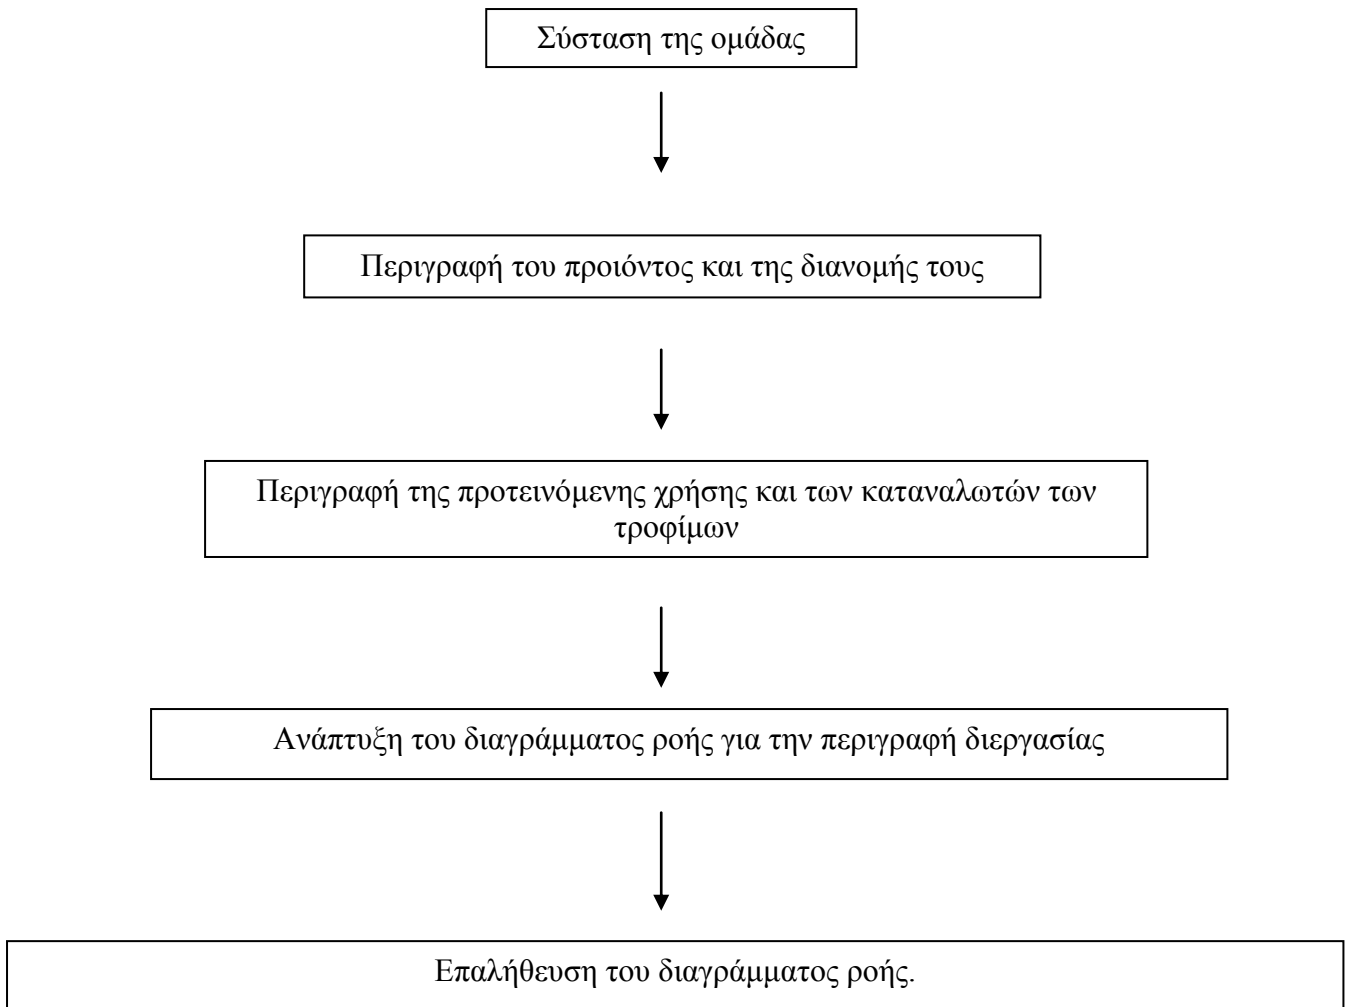 Σύσταση της ομάδας
Περιγραφή του προιόντος και της διανομής τους
Περιγραφή της προτεινόμενης χρήσης και των καταναλωτών των
τροφίμων
Ανάπτυξη του διαγράμματος ροής για την περιγραφή διεργασίας
Επαλήθευση του διαγράμματος ροής.